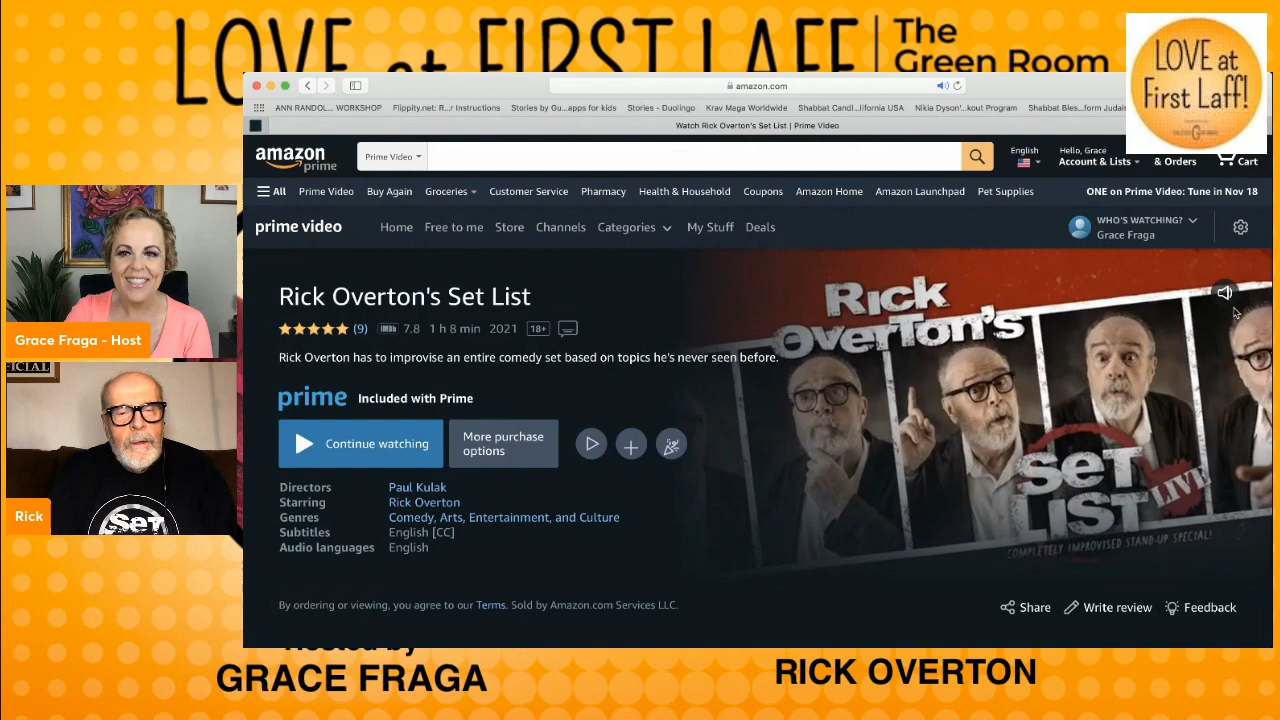 LOVE at FIRST LAFF
The
Green Room
LOVE at
First Laff!
amazon.com
ANN RANDOL... WORKSHOP
Flippity.net: R...r Instructions
Stories by Gu...apps for kids
Stories - Duolingo
Krav Maga Worldwide
Shabbat Candl...lifornia USA
Nikia Dyson'...kout Program
Shabbat Bles...form Judais
Watch Rick Overton's Set List | Prime Video
amazon
prime
Prime Video
English
Hello, Grace
Account & Lists
& Orders
Cart
All
Prime Video
Buy Again
Groceries
Customer Service
Pharmacy
Health & Household
Coupons
Amazon Home
Amazon Launchpad
Pet Supplies
ONE on Prime Video: Tune in Nov 18
prime video
Home
Free to me
Store
Channels
Categories
My Stuff
Deals
WHO'S WATCHING?
Grace Fraga
Rick Overton's Set List
(9) 7.8 1 h 8 min 2021 18+
Rick Overton has to improvise an entire comedy set based on topics he's never seen before.
prime Included with Prime
Continue watching
More purchase
options
Directors Paul Kulak
Starring Rick Overton
Genres Comedy, Arts, Entertainment, and Culture
Subtitles English [CC]
Audio languages English
By ordering or viewing, you agree to our Terms. Sold by Amazon.com Services LLC.
Share
Write review
Feedback
Rick
Overton's
Set
List
LIVE
COMPLETELY IMPROVISED STAND-UP SPECIAL!
Grace Fraga - Host
ICIAL
Set
Rick
Hosted by
GRACE FRAGA
RICK OVERTON